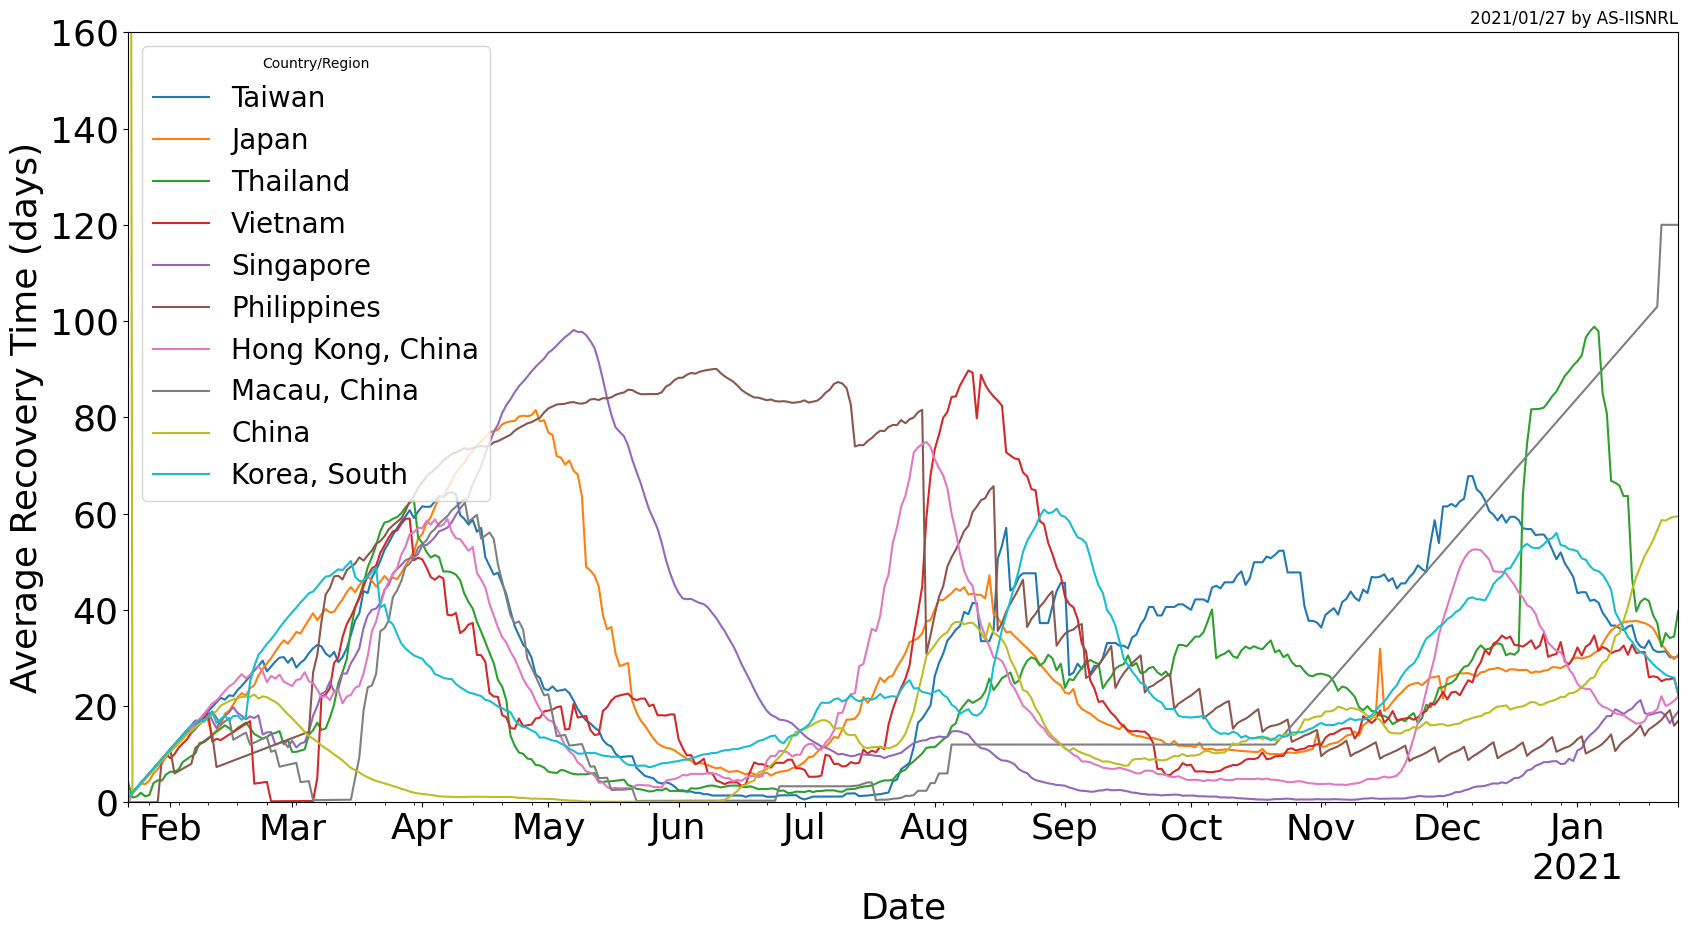 2021/01/27 by AS-IISNRL
Average Recovery Time (days)
160
140
120
100
80
60
40
20
0
Country/Region
Taiwan
Japan
Thailand
Vietnam
Singapore
Philippines
Hong Kong, China
Macau, China
China
Korea, South
Feb Mar Apr May Jun Jul Aug Sep Oct Nov Dec Jan
2021
Date